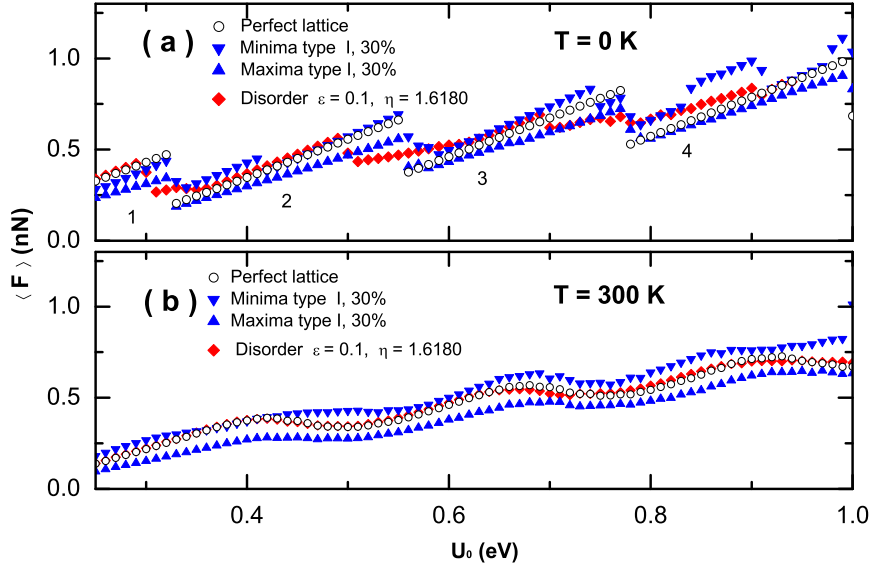 ( a )
Perfect lattice
Minima type I, 30%
Maxima type I, 30%
Disorder ε = 0.1, η = 1.6180
T = 0 K
1.0
0.5
0.0
1
2
3
4
⟨ F ⟩ (nN)
( b )
Perfect lattice
Minima type I, 30%
Maxima type I, 30%
Disorder ε = 0.1, η = 1.6180
T = 300 K
1.0
0.5
0.0
0.4
0.6
0.8
1.0
U₀ (eV)